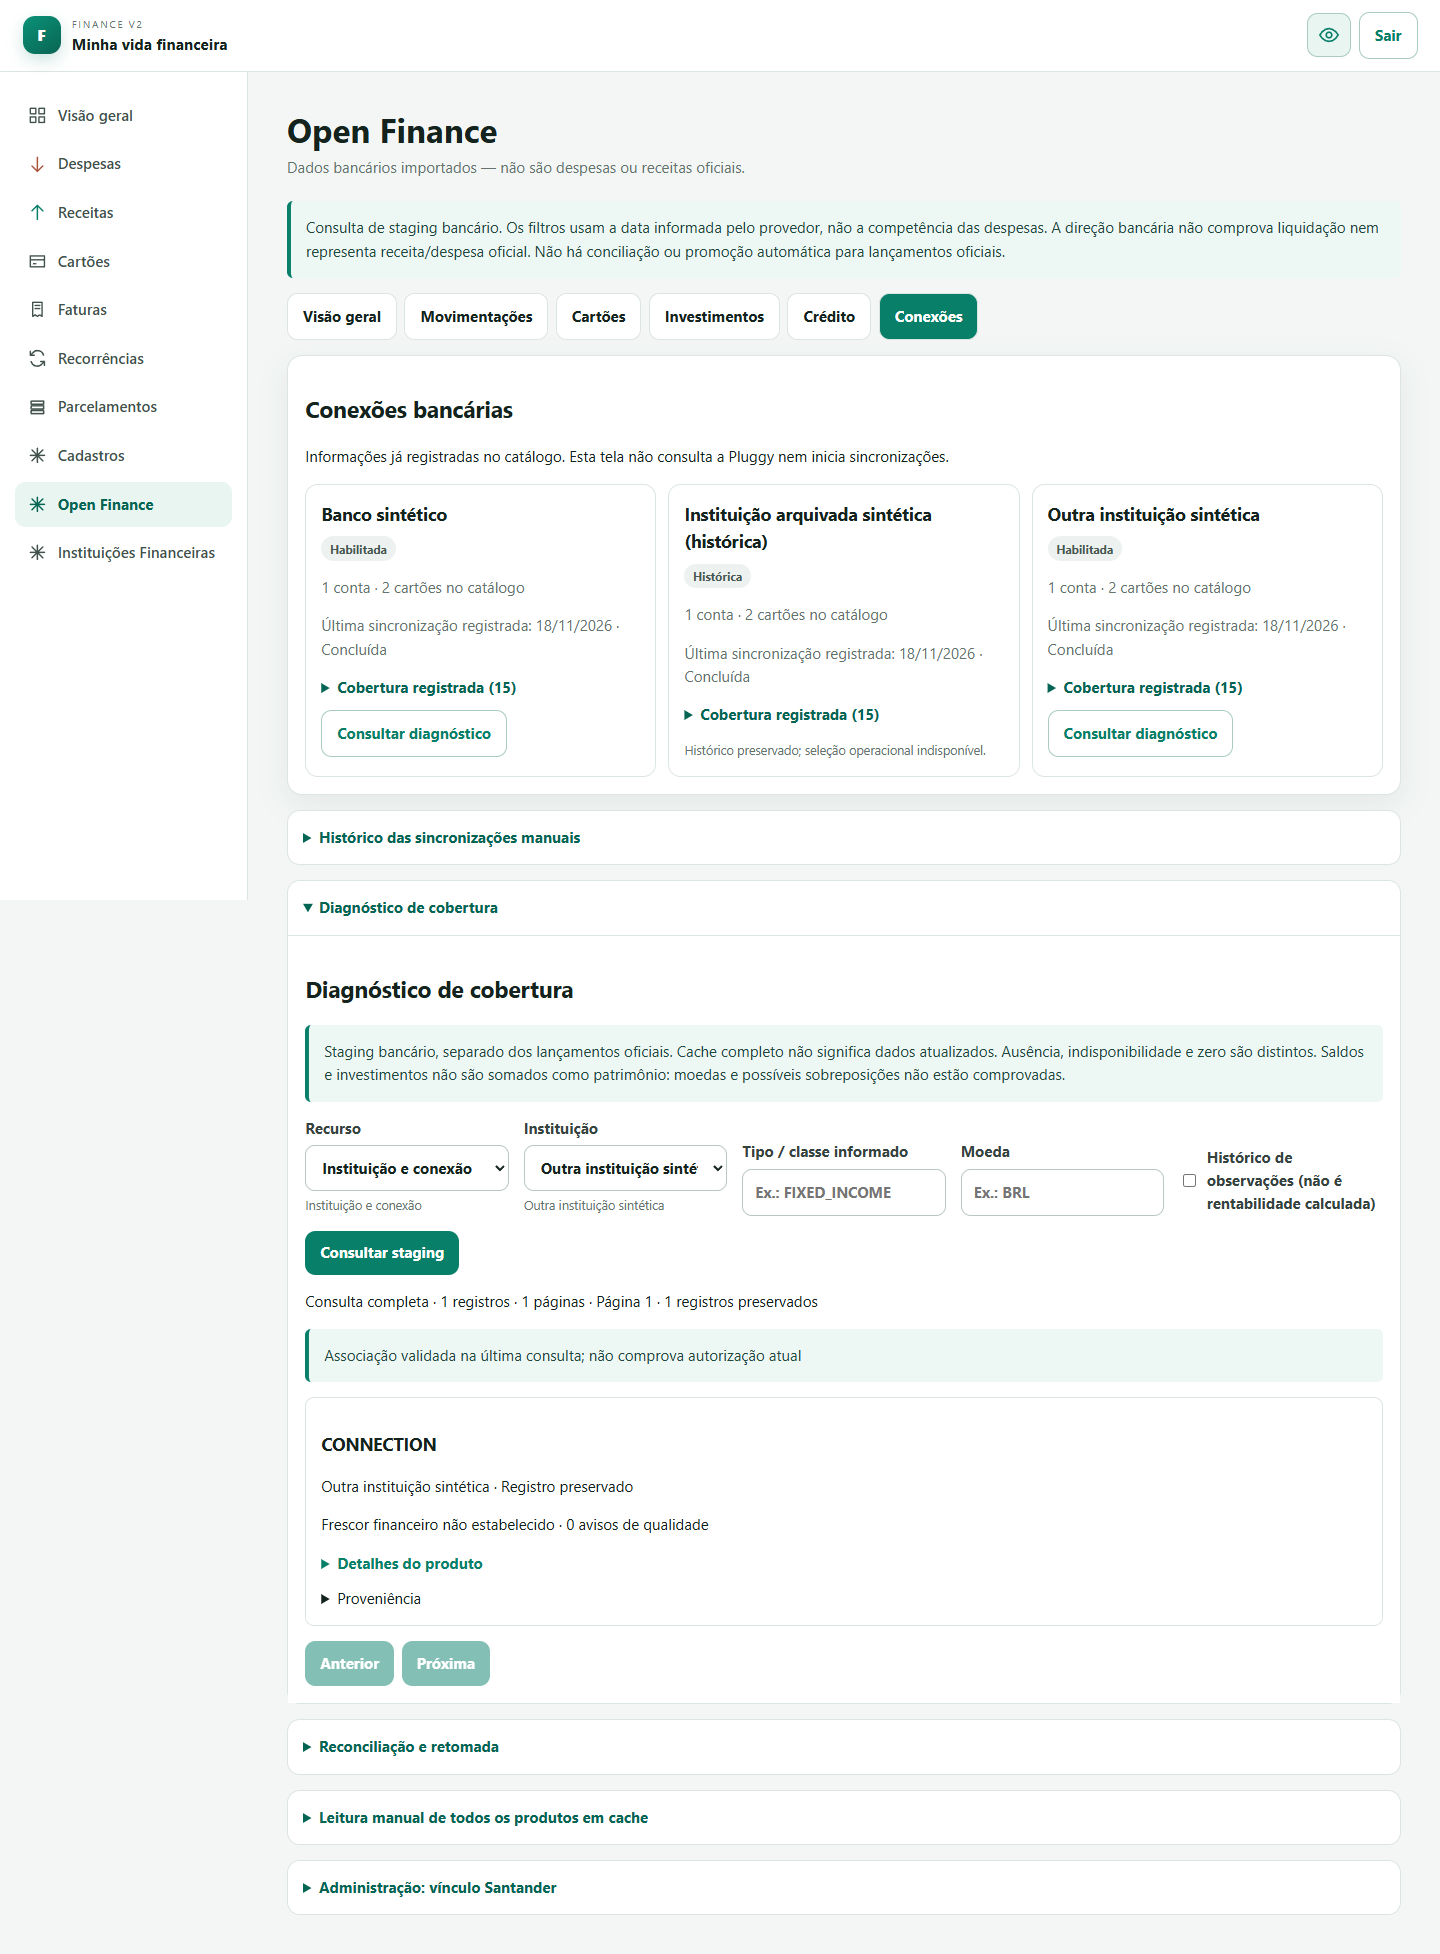 F
FINANCE V2
Minha vida financeira
Sair
Visão geral
Despesas
Receitas
Cartões
Faturas
Recorrências
Parcelamentos
Cadastros
Open Finance
Instituições Financeiras
Open Finance
Dados bancários importados — não são despesas ou receitas oficiais.
Consulta de staging bancário. Os filtros usam a data informada pelo provedor, não a competência das despesas. A direção bancária não comprova liquidação nem
representa receita/despesa oficial. Não há conciliação ou promoção automática para lançamentos oficiais.
Visão geral
Movimentações
Cartões
Investimentos
Crédito
Conexões
Conexões bancárias
Informações já registradas no catálogo. Esta tela não consulta a Pluggy nem inicia sincronizações.
Banco sintético
Habilitada
1 conta · 2 cartões no catálogo
Última sincronização registrada: 18/11/2026 ·
Concluída
Cobertura registrada (15)
Consultar diagnóstico
Instituição arquivada sintética
(histórica)
Histórica
1 conta · 2 cartões no catálogo
Última sincronização registrada: 18/11/2026 ·
Concluída
Cobertura registrada (15)
Histórico preservado; seleção operacional indisponível.
Outra instituição sintética
Habilitada
1 conta · 2 cartões no catálogo
Última sincronização registrada: 18/11/2026 ·
Concluída
Cobertura registrada (15)
Consultar diagnóstico
Histórico das sincronizações manuais
Diagnóstico de cobertura
Diagnóstico de cobertura
Staging bancário, separado dos lançamentos oficiais. Cache completo não significa dados atualizados. Ausência, indisponibilidade e zero são distintos. Saldos
e investimentos não são somados como patrimônio: moedas e possíveis sobreposições não estão comprovadas.
Recurso
Instituição e conexão
Instituição e conexão
Instituição
Outra instituição sinté
Outra instituição sintética
Tipo / classe informado
Ex.: FIXED_INCOME
Moeda
Ex.: BRL
Histórico de
observações (não é
rentabilidade calculada)
Consultar staging
Consulta completa · 1 registros · 1 páginas · Página 1 · 1 registros preservados
Associação validada na última consulta; não comprova autorização atual
CONNECTION
Outra instituição sintética · Registro preservado
Frescor financeiro não estabelecido · 0 avisos de qualidade
Detalhes do produto
Proveniência
Anterior
Próxima
Reconciliação e retomada
Leitura manual de todos os produtos em cache
Administração: vínculo Santander